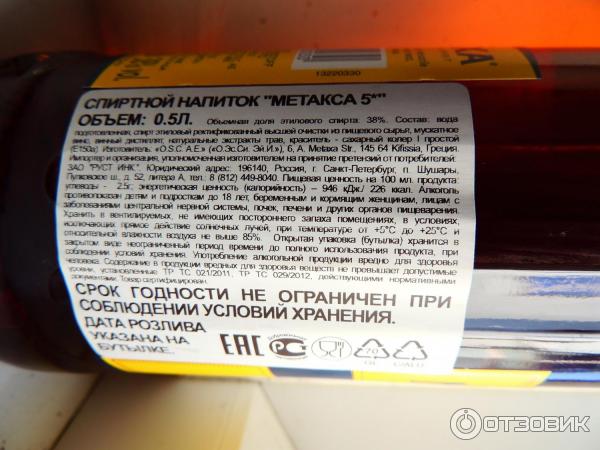 13220330
СПИРТНОЙ НАПИТОК "МЕТАКСА 5*"
ОБЪЕМ: 0.5Л. Объемная доля этилового спирта: 38%. Состав: вода
подготовленная, спирт этиловый ректификованный высшей очистки из пищевого сырья, мускатное
вино, винный дистиллят, натуральные экстракты трав, краситель - сахарный колер I простой
(Е150а). Изготовитель: «O.S.C. A.E.» («О.Эс.Си. Эй.И.»), 6, A. Metaxa Str., 145 64 Kifissia, Греция.
Импортер и организация, уполномоченная изготовителем на принятие претензий от потребителей:
ЗАО "РУСТ ИНК.". Юридический адрес: 196140, Россия, г. Санкт-Петербург, п. Шушары,
Пулковское ш., д. 52, литера А, тел. 8 (812) 449-8040. Пищевая ценность на 100 мл. продукта:
углеводы - 2.5г; энергетическая ценность (калорийность) – 946 кДж./ 226 ккал. Алкоголь
противопоказан детям и подросткам до 18 лет, беременным и кормящим женщинам, лицам с
заболеваниями центральной нервной системы, почек, печени и других органов пищеварения.
Хранить в вентилируемых, не имеющих постороннего запаха помещениях, в условиях,
исключающих прямое действие солнечных лучей, при температуре от +5°С до +25°С и
относительной влажности воздуха не выше 85%. Открытая упаковка (бутылка) хранится в
закрытом виде неограниченный период времени до полного использования продукта, при
соблюдении условий хранения. Употребление алкогольной продукции вредно для здоровья
человека. Содержание в продукции вредных для здоровья веществ не превышает допустимые
уровни, установленные ТР ТС 021/2011, ТР ТС 029/2012, действующими нормативными
документами. Товар сертифицирован.
СРОК ГОДНОСТИ НЕ ОГРАНИЧЕН ПРИ
СОБЛЮДЕНИИ УСЛОВИЙ ХРАНЕНИЯ.
ДАТА РОЗЛИВА
УКАЗАНА НА
БУТЫЛКЕ.
EAC
70
GL
ОТЗОВИК